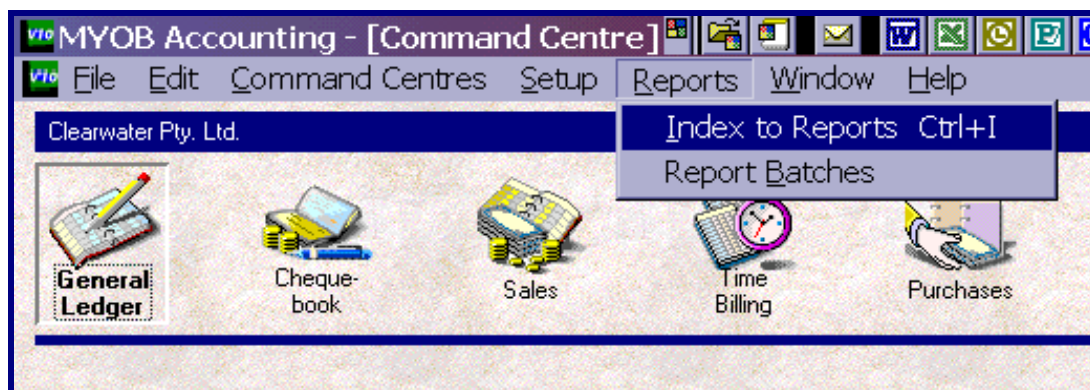 MYOB Accounting - [Command Centre]
File Edit Command Centres Setup Reports Window Help
Clearwater Pty. Ltd.
Index to Reports Ctrl+I
Report Batches
General
Ledger
Cheque-
book
Sales
Time
Billing
Purchases